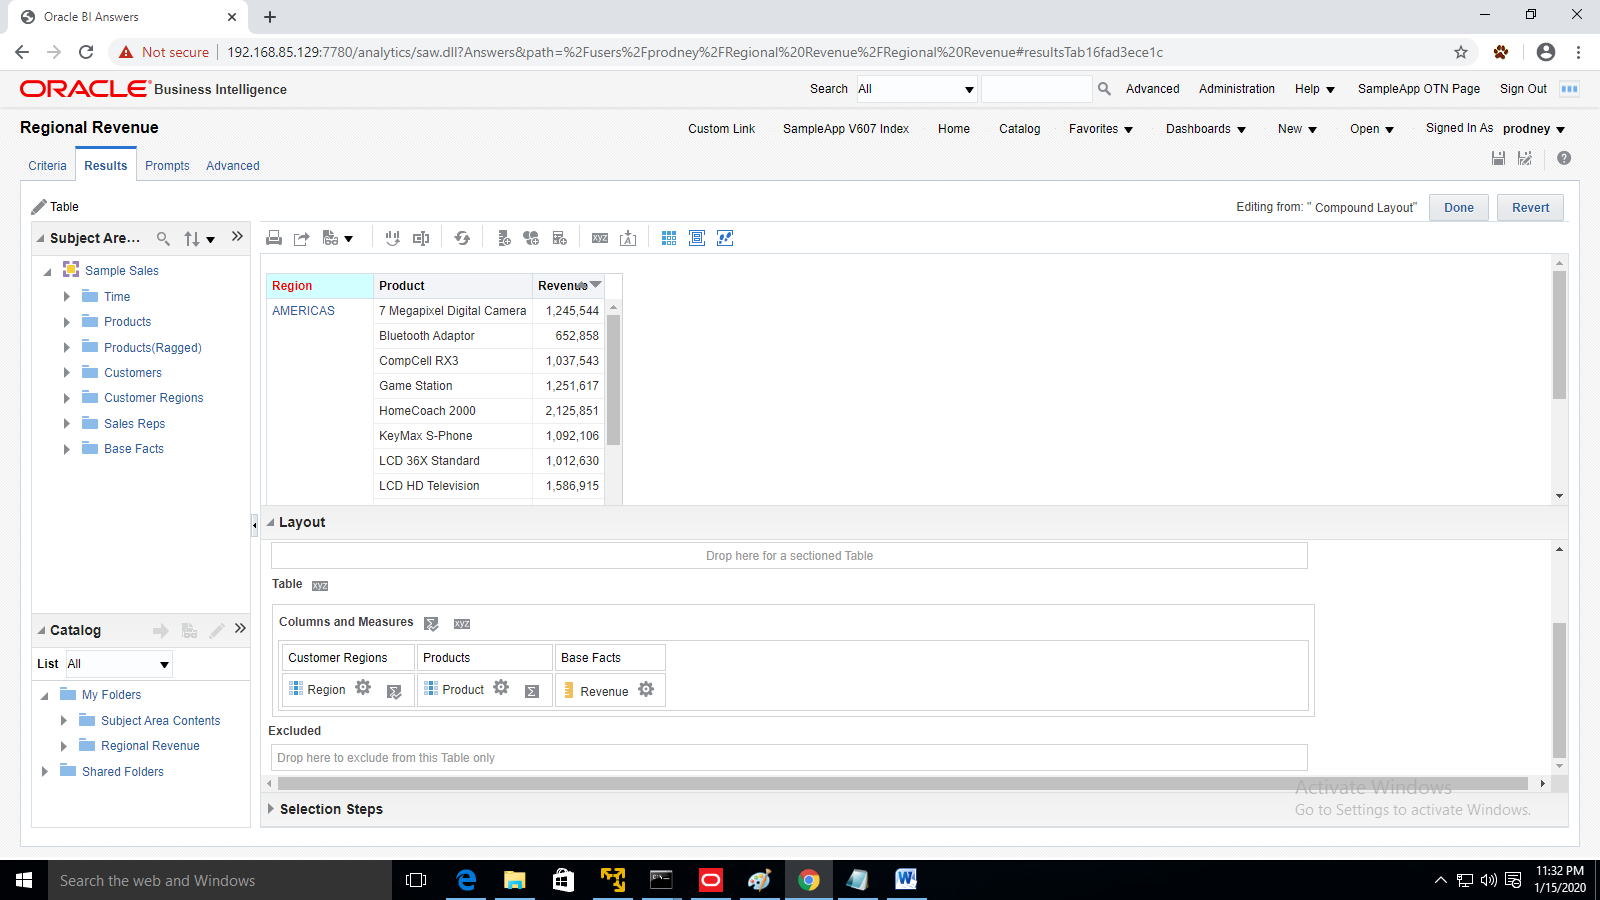 Oracle BI Answers
Not secure 192.168.85.129:7780/analytics/saw.dll?Answers&path=%2Fusers%2Fprodney%2FRegional%20Revenue%2FRegional%20Revenue#resultsTab16fad3ece1c
ORACLE Business Intelligence
Search All Advanced Administration Help SampleApp OTN Page Sign Out
Regional Revenue
Custom Link SampleApp V607 Index Home Catalog Favorites Dashboards New Open Signed In As prodney
Criteria Results Prompts Advanced
Table
Editing from: " Compound Layout" Done Revert
Subject Are...
Sample Sales
Time
Products
Products(Ragged)
Customers
Customer Regions
Sales Reps
Base Facts
Catalog
List All
My Folders
Subject Area Contents
Regional Revenue
Shared Folders
xyz
Region Product Revenue
AMERICAS 7 Megapixel Digital Camera 1,245,544
Bluetooth Adaptor 652,858
CompCell RX3 1,037,543
Game Station 1,251,617
HomeCoach 2000 2,125,851
KeyMax S-Phone 1,092,106
LCD 36X Standard 1,012,630
LCD HD Television 1,586,915
Layout
Drop here for a sectioned Table
Table xyz
Columns and Measures xyz
Customer Regions Products Base Facts
Region Product Revenue
Excluded
Drop here to exclude from this Table only
Selection Steps
Activate Windows
Go to Settings to activate Windows.
Search the web and Windows
11:32 PM
1/15/2020